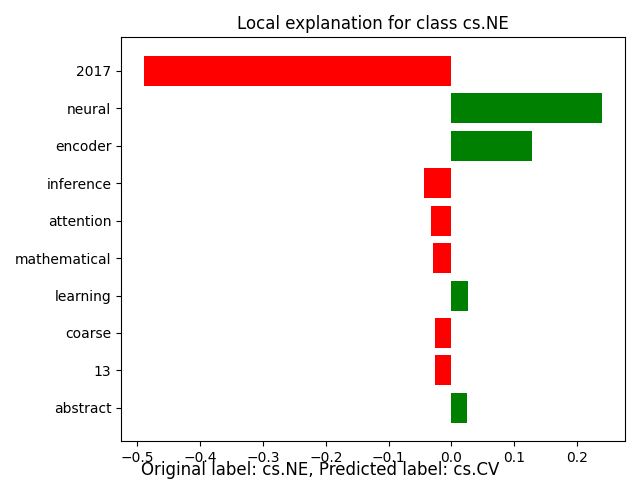 Local explanation for class cs.NE
2017
neural
encoder
inference
attention
mathematical
learning
coarse
13
abstract
−0.5 −0.4 −0.3 −0.2 −0.1 0.0 0.1 0.2
Original label: cs.NE, Predicted label: cs.CV